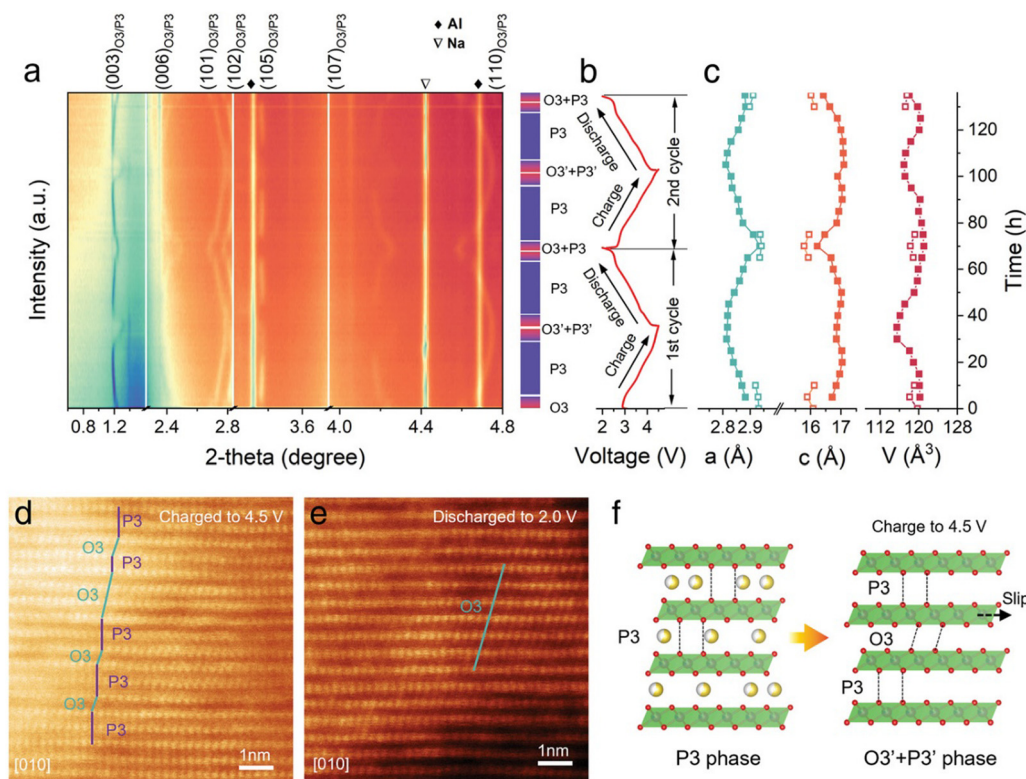 (003)O3/P3
(006)O3/P3
(101)O3/P3
(102)O3/P3
(105)O3/P3
(107)O3/P3
♦ Al
▽ Na
(110)O3/P3
a
b
c
Intensity (a.u.)
0.8 1.2 2.4 2.8 3.6 4.0 4.4 4.8
2-theta (degree)
O3+P3
P3
O3'+P3'
P3
O3+P3
P3
O3'+P3'
P3
O3
Discharge
Charge
2nd cycle
Discharge
Charge
1st cycle
2 3 4
Voltage (V)
2.8 2.9
a (Å)
16 17
c (Å)
110 120 128
V (Å³)
120
100
80
60
40
20
0
Time (h)
d
Charged to 4.5 V
P3
O3
P3
O3
P3
O3
P3
O3
P3
[010]
1nm
e
Discharged to 2.0 V
O3
[010]
1nm
f
Charge to 4.5 V
P3
P3
Slip
O3
P3
P3 phase
O3'+P3' phase